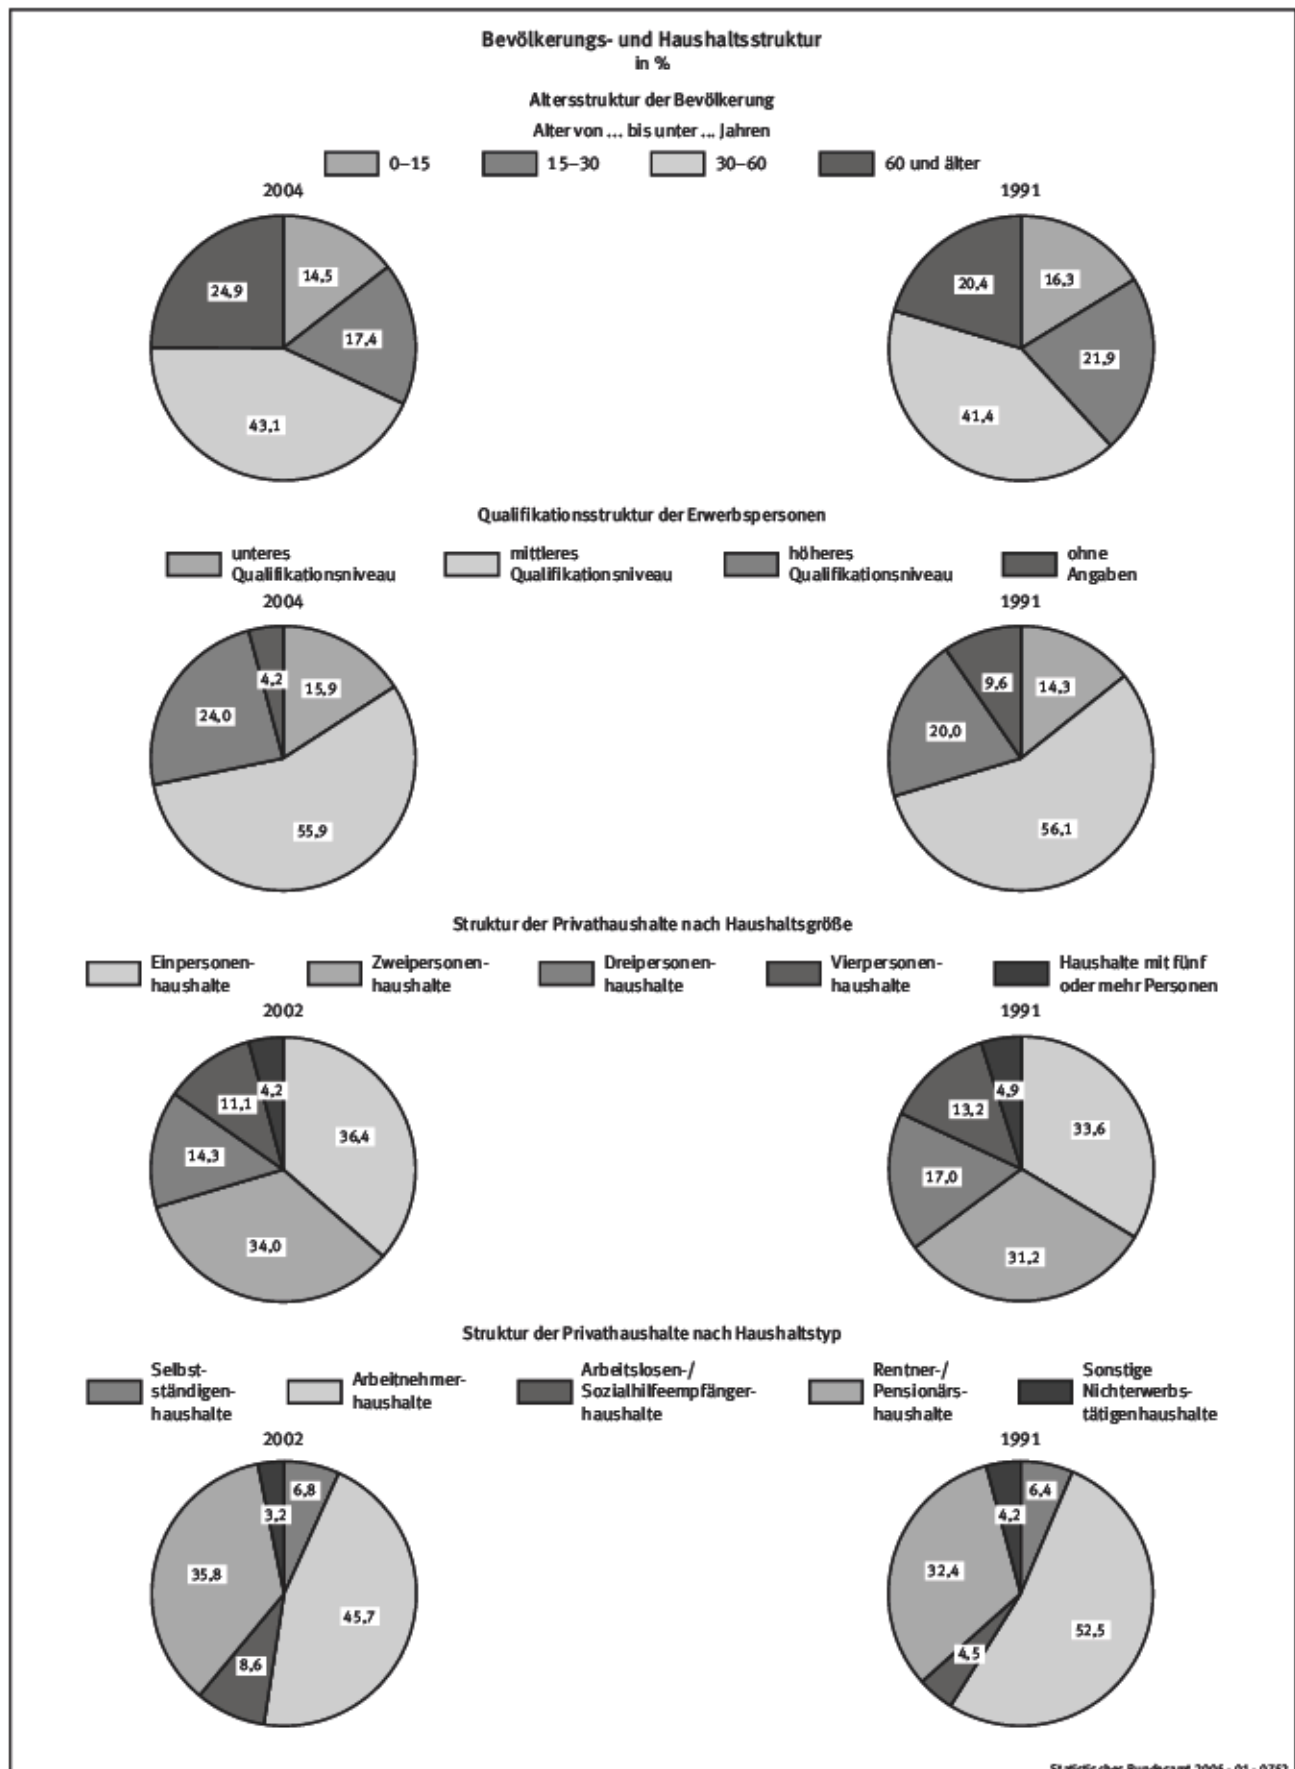 Bevölkerungs- und Haushaltsstruktur
in %
Altersstruktur der Bevölkerung
Alter von ... bis unter ... Jahren
0–15 15–30 30–60 60 und älter
2004 1991
14,5
17,4
43,1
24,9
16,3
21,9
41,4
20,4
Qualifikationsstruktur der Erwerbspersonen
unteres
Qualifikationsniveau
mittleres
Qualifikationsniveau
höheres
Qualifikationsniveau
ohne
Angaben
2004 1991
15,9
55,9
24,0
4,2
14,3
56,1
20,0
9,6
Struktur der Privathaushalte nach Haushaltsgröße
Einpersonen-
haushalte
Zweipersonen-
haushalte
Dreipersonen-
haushalte
Vierpersonen-
haushalte
Haushalte mit fünf
oder mehr Personen
2002 1991
36,4
34,0
14,3
11,1
4,2
33,6
31,2
17,0
13,2
4,9
Struktur der Privathaushalte nach Haushaltstyp
Selbst-
ständigen-
haushalte
Arbeitnehmer-
haushalte
Arbeitslosen-/
Sozialhilfeempfänger-
haushalte
Rentner-/
Pensionärs-
haushalte
Sonstige
Nichterwerbs-
tätigenhaushalte
2002 1991
6,8
45,7
8,6
35,8
3,2
6,4
52,5
4,5
32,4
4,2
Statistisches Bundesamt